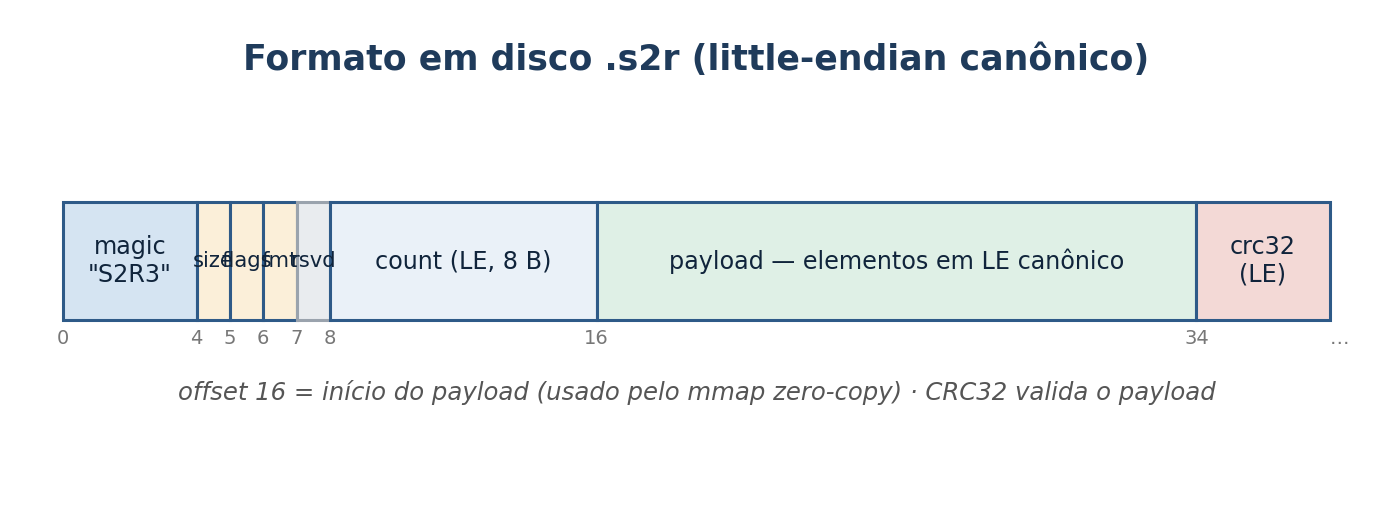 Formato em disco .s2r (little-endian canônico)
magic
"S2R3"
size
flags
fmt
rsvd
count (LE, 8 B)
payload — elementos em LE canônico
crc32
(LE)
0 4 5 6 7 8 16 34 ...
offset 16 = início do payload (usado pelo mmap zero-copy) · CRC32 valida o payload